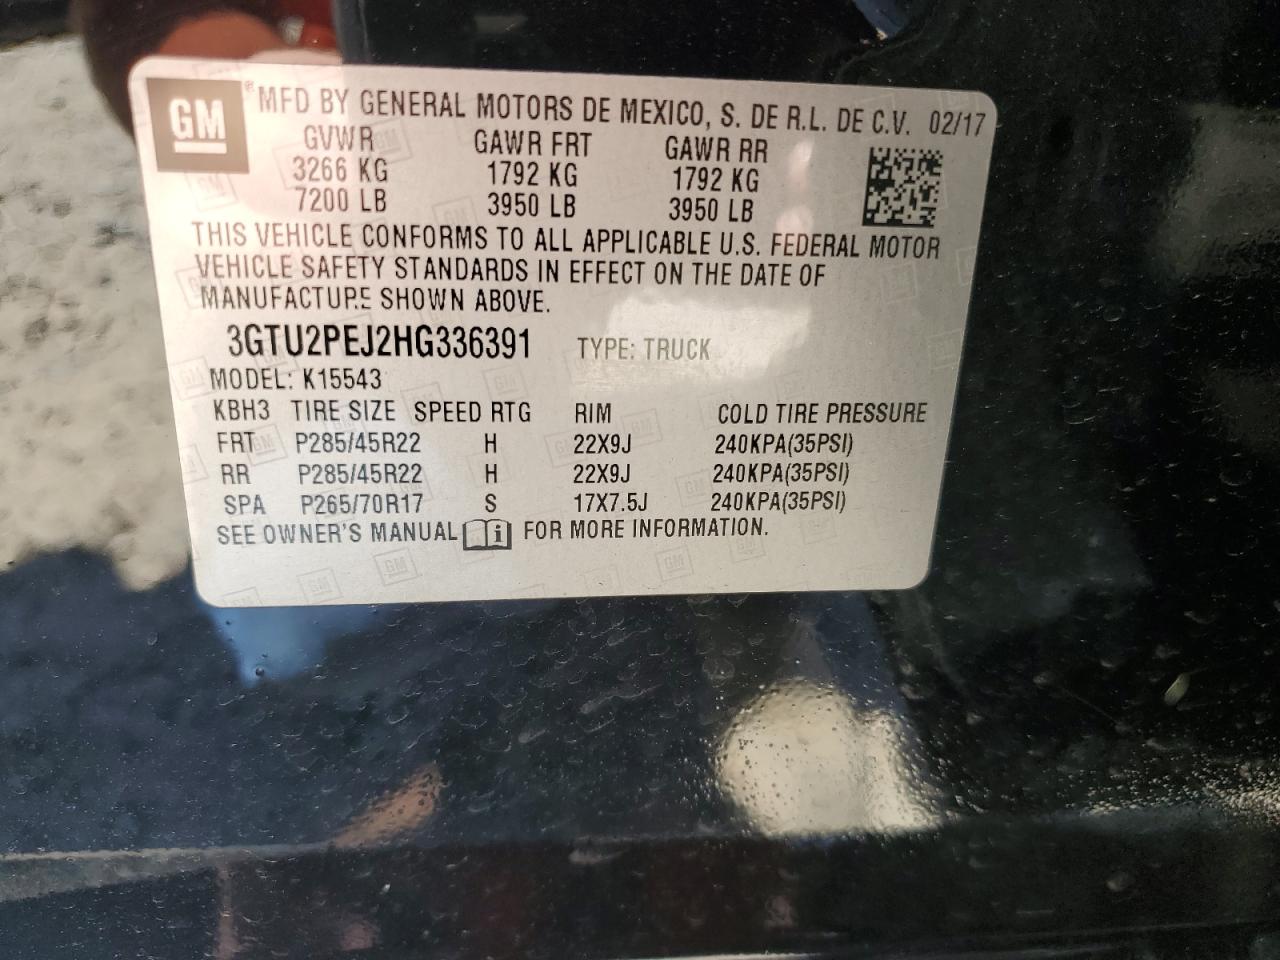 GM ® MFD BY GENERAL MOTORS DE MEXICO, S. DE R.L. DE C.V. 02/17
GVWR GAWR FRT GAWR RR
3266 KG 1792 KG 1792 KG
7200 LB 3950 LB 3950 LB
THIS VEHICLE CONFORMS TO ALL APPLICABLE U.S. FEDERAL MOTOR
VEHICLE SAFETY STANDARDS IN EFFECT ON THE DATE OF
MANUFACTURE SHOWN ABOVE.
3GTU2PEJ2HG336391 TYPE: TRUCK
MODEL: K15543
KBH3 TIRE SIZE SPEED RTG RIM COLD TIRE PRESSURE
FRT P285/45R22 H 22X9J 240KPA(35PSI)
RR P285/45R22 H 22X9J 240KPA(35PSI)
SPA P265/70R17 S 17X7.5J 240KPA(35PSI)
SEE OWNER'S MANUAL i FOR MORE INFORMATION.